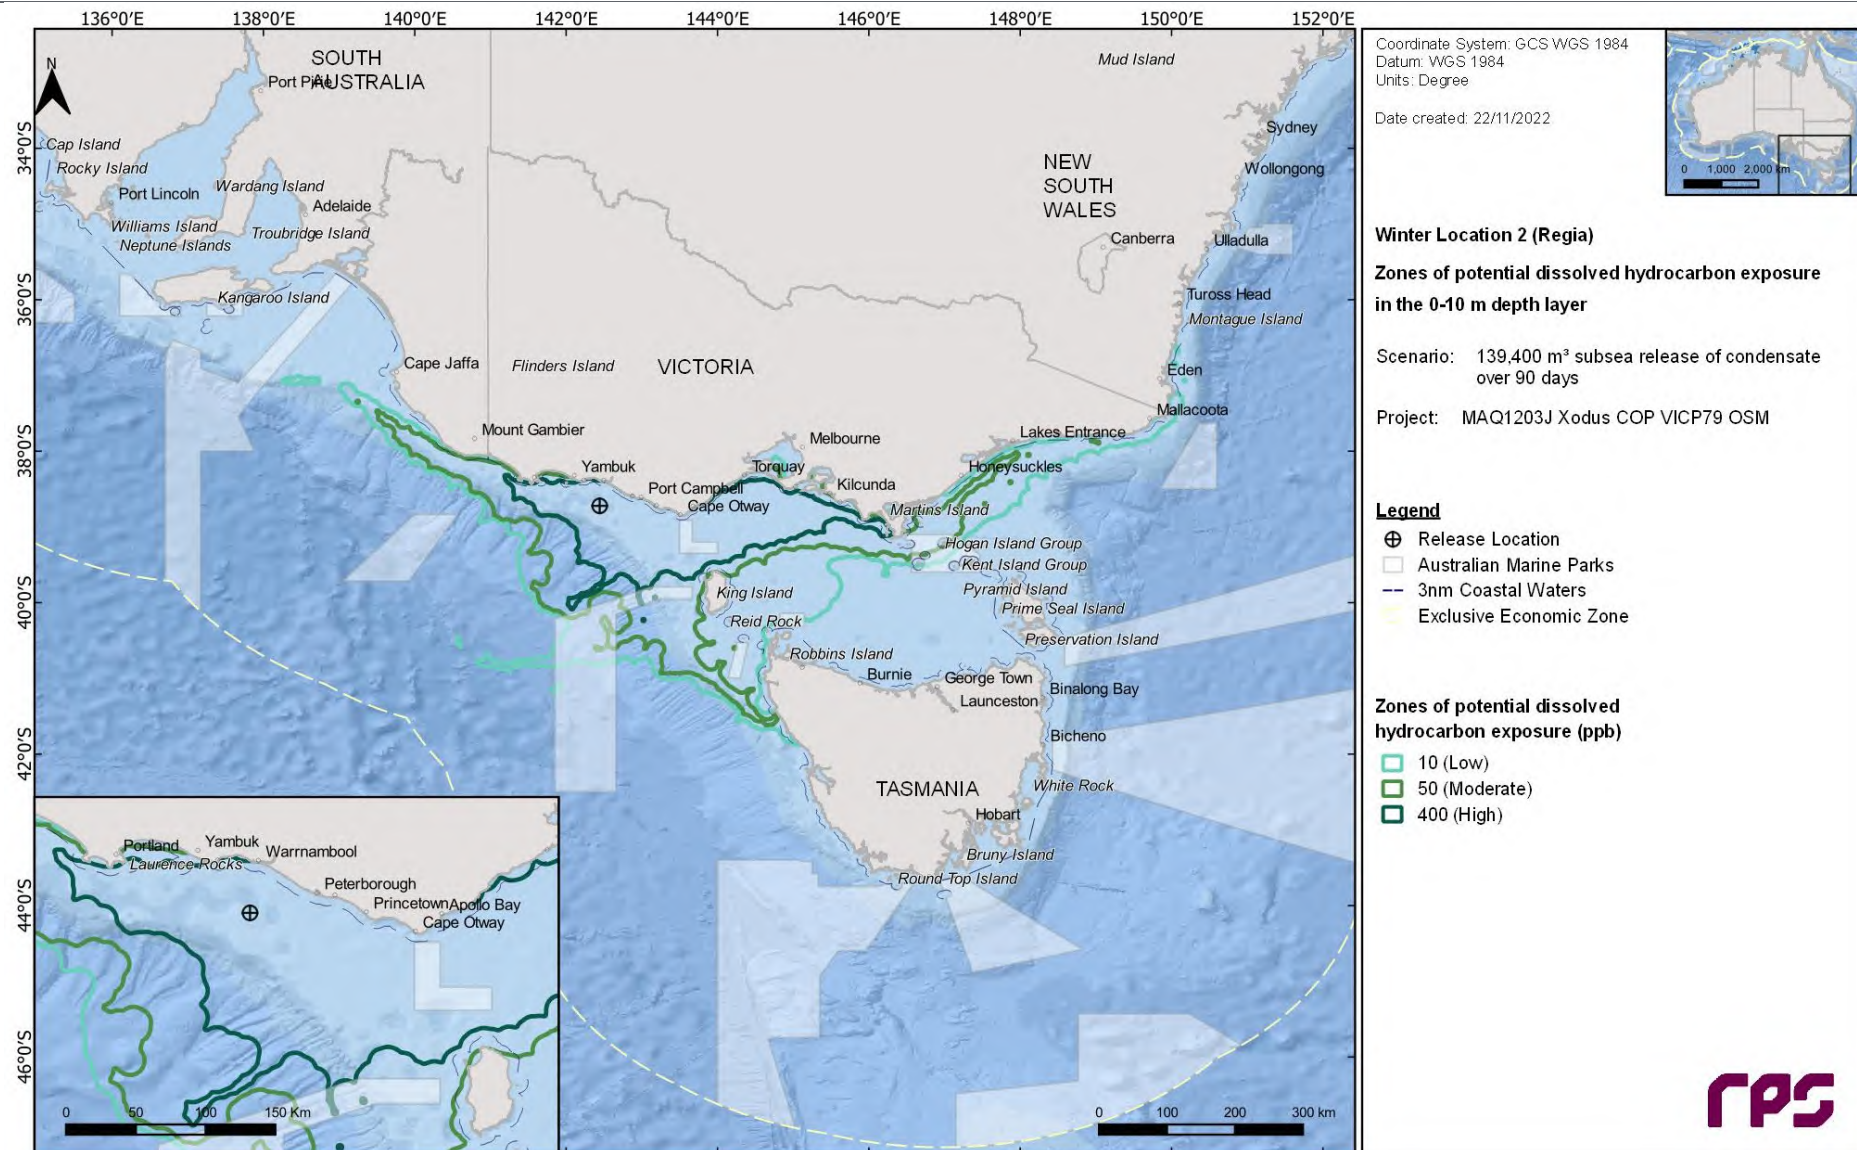 136°0'E 138°0'E 140°0'E 142°0'E 144°0'E 146°0'E 148°0'E 150°0'E 152°0'E
34°0'S
36°0'S
38°0'S
40°0'S
42°0'S
44°0'S
46°0'S
N
SOUTH
AUSTRALIA
Port Pirie
Mud Island
Cap Island
Rocky Island
Port Lincoln
Wardang Island
Adelaide
Williams Island
Neptune Islands
Troubridge Island
Kangaroo Island
Sydney
Wollongong
NEW
SOUTH
WALES
Canberra
Ulladulla
Tuross Head
Montague Island
Cape Jaffa
Flinders Island
VICTORIA
Eden
Mallacoota
Mount Gambier
Melbourne
Lakes Entrance
Yambuk
Torquay
Honeysuckles
Port Campbell
Kilcunda
Cape Otway
Martins Island
Hogan Island Group
Kent Island Group
King Island
Pyramid Island
Prime Seal Island
Reid Rock
Preservation Island
Robbins Island
Burnie
George Town
Binalong Bay
Launceston
Bicheno
TASMANIA
White Rock
Hobart
Bruny Island
Round Top Island
0 100 200 300 km
Portland
Yambuk
Warrnambool
Laurence Rocks
Peterborough
Princetown
Apollo Bay
Cape Otway
0 50 100 150 Km
Coordinate System: GCS WGS 1984
Datum: WGS 1984
Units: Degree
Date created: 22/11/2022
0 1,000 2,000 km
Winter Location 2 (Regia)
Zones of potential dissolved hydrocarbon exposure
in the 0-10 m depth layer
Scenario: 139,400 m³ subsea release of condensate
over 90 days
Project: MAQ1203J Xodus COP VICP79 OSM
Legend
Release Location
Australian Marine Parks
3nm Coastal Waters
Exclusive Economic Zone
Zones of potential dissolved
hydrocarbon exposure (ppb)
10 (Low)
50 (Moderate)
400 (High)
rps